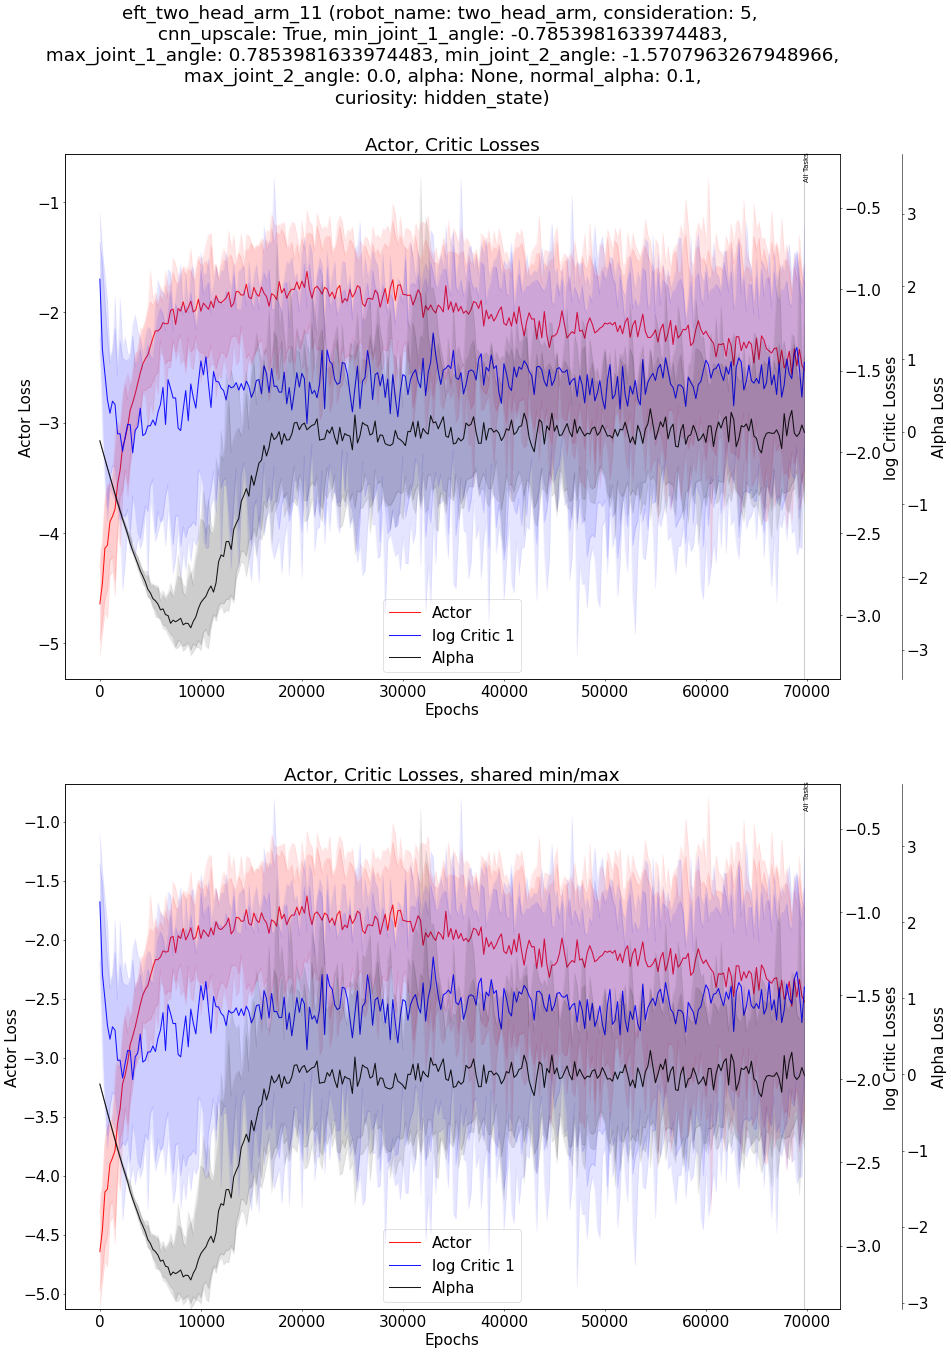 eft_two_head_arm_11 (robot_name: two_head_arm, consideration: 5,
cnn_upscale: True, min_joint_1_angle: -0.7853981633974483,
max_joint_1_angle: 0.7853981633974483, min_joint_2_angle: -1.5707963267948966,
max_joint_2_angle: 0.0, alpha: None, normal_alpha: 0.1,
curiosity: hidden_state)
Actor, Critic Losses
All Tasks
−1
−2
−3
−4
−5
Actor Loss
−0.5
−1.0
−1.5
−2.0
−2.5
−3.0
log Critic Losses
3
2
1
0
−1
−2
−3
Alpha Loss
Actor
log Critic 1
Alpha
0 10000 20000 30000 40000 50000 60000 70000
Epochs
Actor, Critic Losses, shared min/max
All Tasks
−1.0
−1.5
−2.0
−2.5
−3.0
−3.5
−4.0
−4.5
−5.0
Actor Loss
−0.5
−1.0
−1.5
−2.0
−2.5
−3.0
log Critic Losses
3
2
1
0
−1
−2
−3
Alpha Loss
Actor
log Critic 1
Alpha
0 10000 20000 30000 40000 50000 60000 70000
Epochs